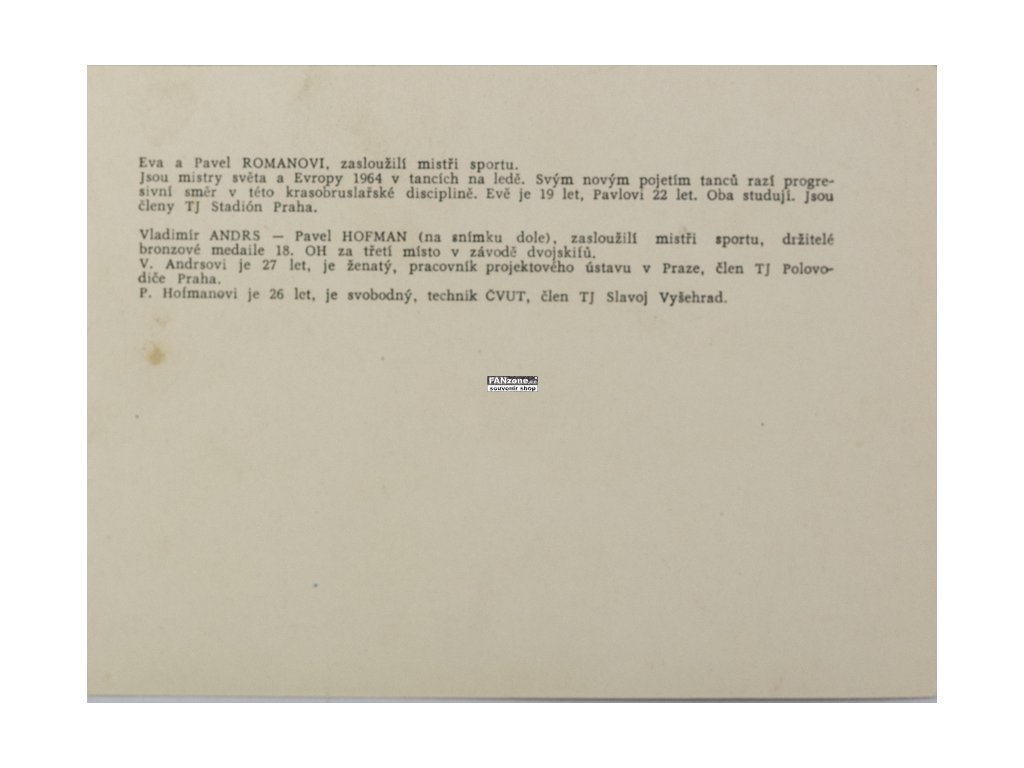 Eva a Pavel ROMANOVI, zasloužilí mistři sportu.
Jsou mistry světa a Evropy 1964 v tancích na ledě. Svým novým pojetím tanců razí progre-
sivní směr v této krasobruslařské disciplině. Evě je 19 let, Pavlovi 22 let. Oba studují. Jsou
členy TJ Stadión Praha.
Vladimír ANDRS — Pavel HOFMAN (na snímku dole), zasloužilí mistři sportu, držitelé
bronzové medaile 18. OH za třetí místo v závodě dvojskifů.
V. Andrsovi je 27 let, je ženatý, pracovník projektového ústavu v Praze, člen TJ Polovo-
diče Praha.
P. Hofmanovi je 26 let, je svobodný, technik ČVUT, člen TJ Slavoj Vyšehrad.
FANzone.cz
souvenir shop